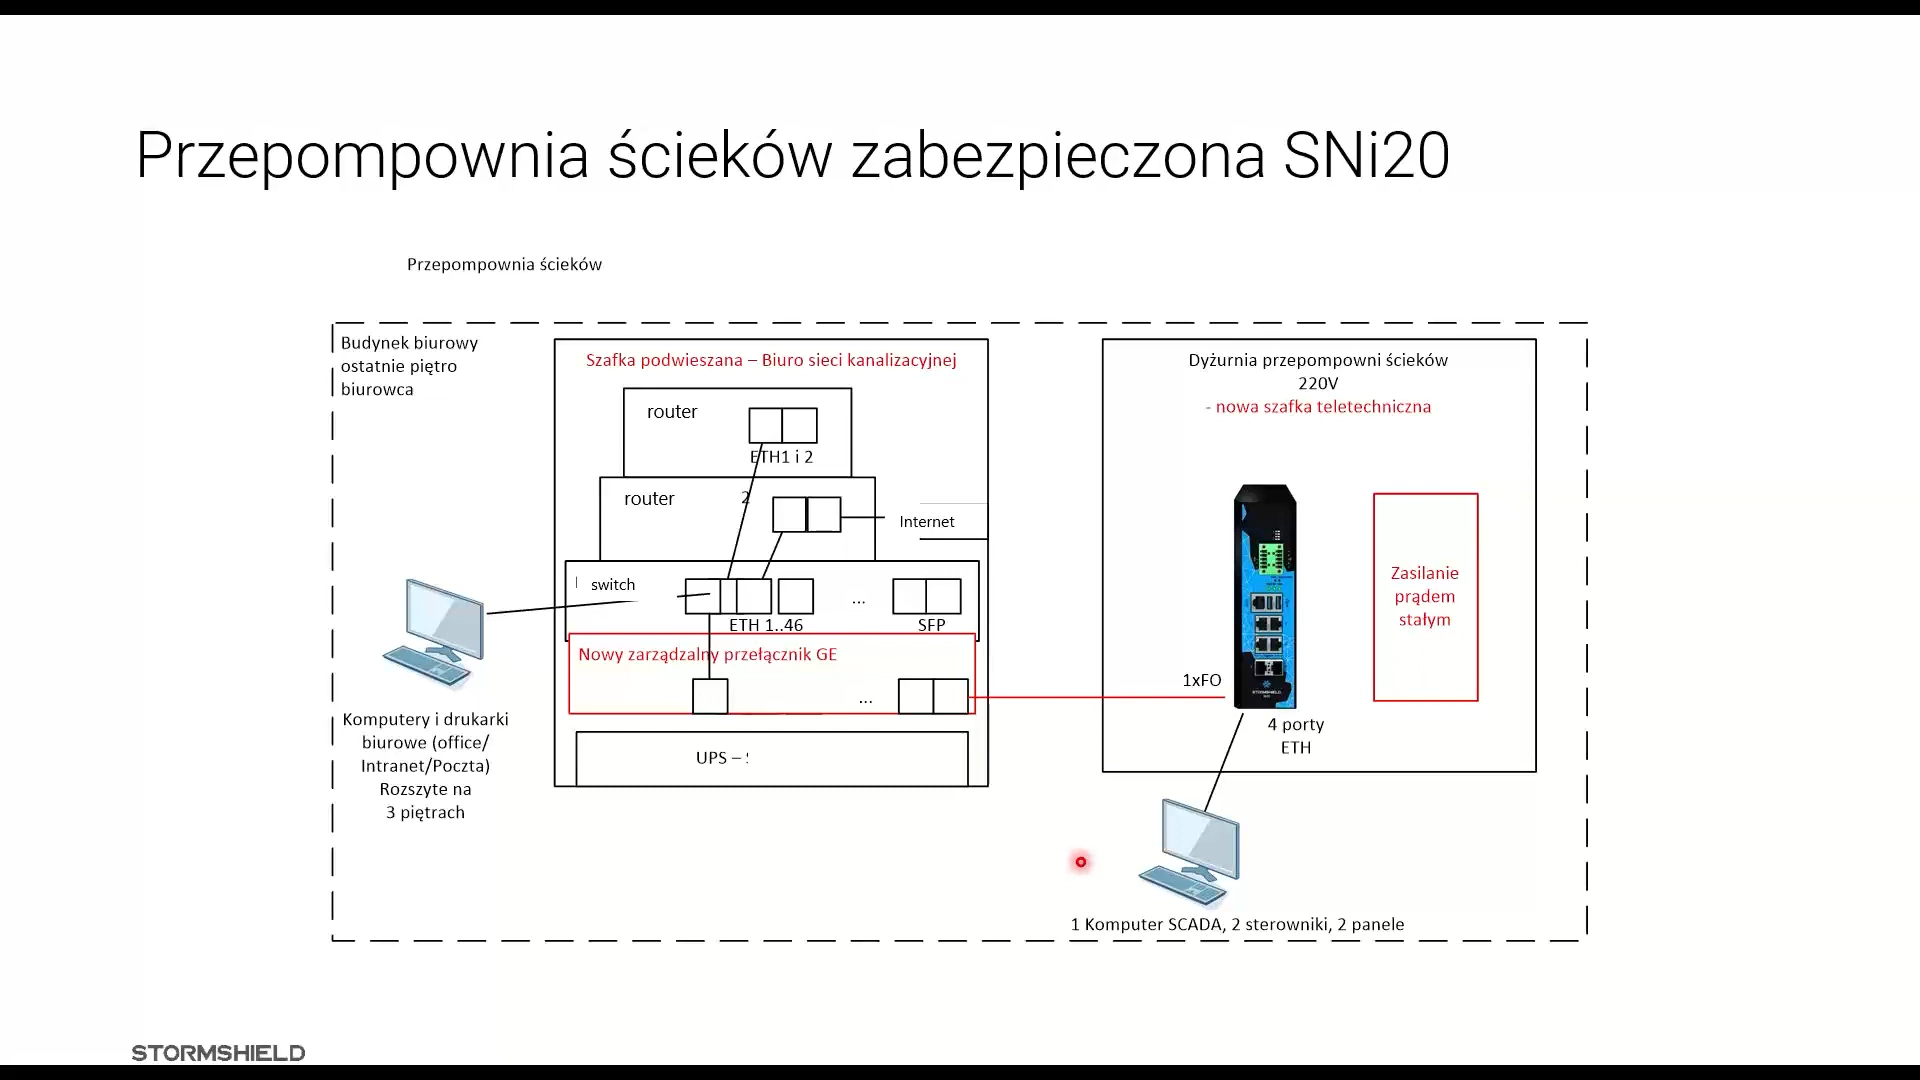 Przepompownia ścieków zabezpieczona SNi20
Przepompownia ścieków
Budynek biurowy
ostatnie piętro
biurowca
Szafka podwieszana – Biuro sieci kanalizacyjnej
router
ETH1 i 2
router
2
Internet
switch
...
ETH 1..46
SFP
Nowy zarządzalny przełącznik GE
...
UPS –
Komputery i drukarki
biurowe (office/
Intranet/Poczta)
Rozszyte na
3 piętrach
Dyżurnia przepompowni ścieków
220V
- nowa szafka teletechniczna
Zasilanie
prądem
stałym
1xFO
STORMSHIELD
4 porty
ETH
1 Komputer SCADA, 2 sterowniki, 2 panele
STORMSHIELD